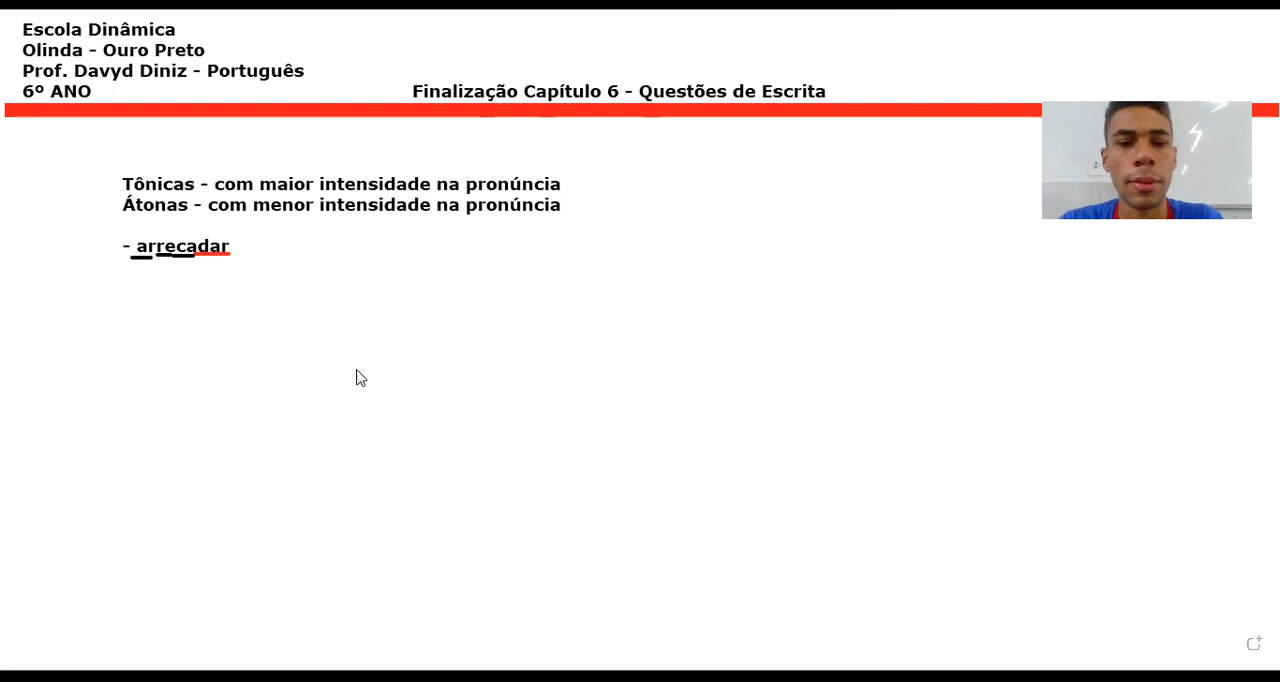 Escola Dinâmica
Olinda - Ouro Preto
Prof. Davyd Diniz - Português
6º ANO
Finalização Capítulo 6 - Questões de Escrita
Tônicas - com maior intensidade na pronúncia
Átonas - com menor intensidade na pronúncia
- arrecadar